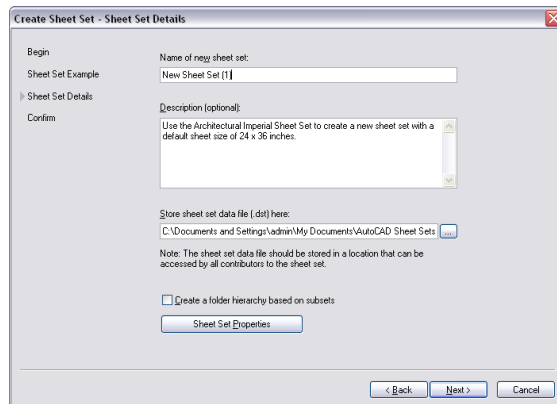 Create Sheet Set - Sheet Set Details
Begin
Sheet Set Example
Sheet Set Details
Confirm
Name of new sheet set:
New Sheet Set (1)
Description (optional):
Use the Architectural Imperial Sheet Set to create a new sheet set with a
default sheet size of 24 x 36 inches.
Store sheet set data file (.dst) here:
C:\Documents and Settings\admin\My Documents\AutoCAD Sheet Sets
...
Note: The sheet set data file should be stored in a location that can be
accessed by all contributors to the sheet set.
Create a folder hierarchy based on subsets
Sheet Set Properties
< Back
Next >
Cancel